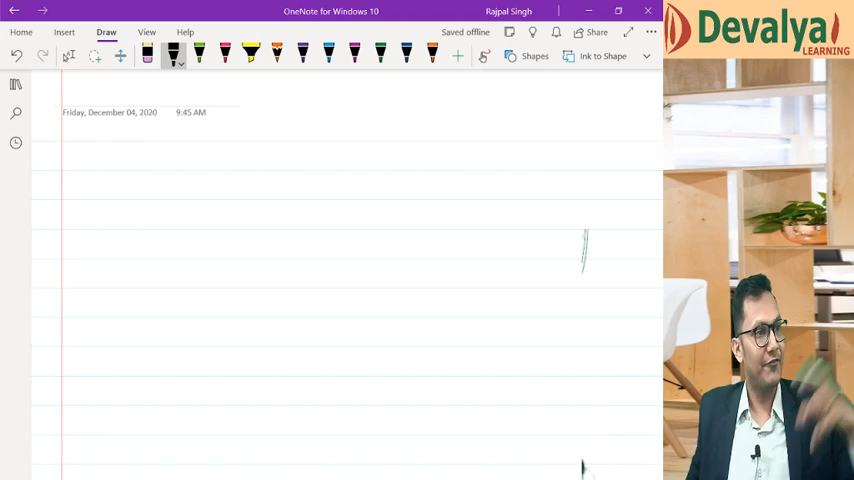 OneNote for Windows 10
Rajpal Singh
Home
Insert
Draw
View
Help
Saved offline
Share
Shapes
Ink to Shape
Friday, December 04, 2020
9:45 AM
Devalya
LEARNING